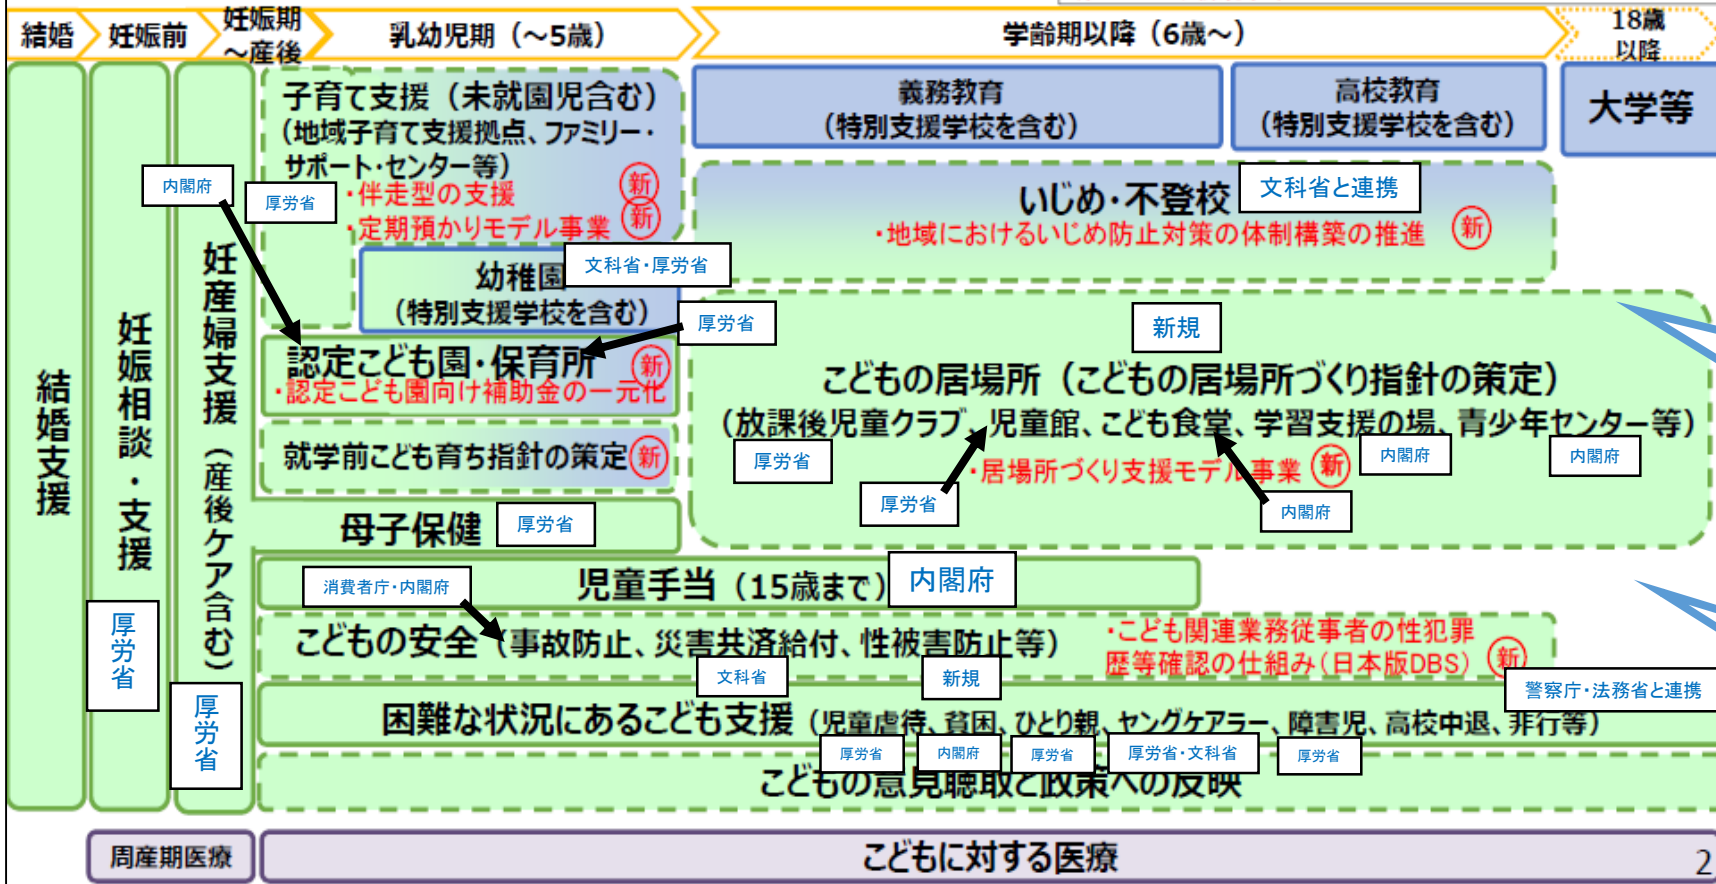 結婚
妊娠前
妊娠期
～産後
乳幼児期（～5歳）
学齢期以降（6歳～）
18歳
以降
子育て支援（未就園児含む）
（地域子育て支援拠点、ファミリー・
サポート・センター等）
・伴走型の支援 新
・定期預かりモデル事業 新
内閣府
厚労省
義務教育
（特別支援学校を含む）
高校教育
（特別支援学校を含む）
大学等
いじめ・不登校
文科省と連携
・地域におけるいじめ防止対策の体制構築の推進 新
幼稚園
（特別支援学校を含む）
文科省・厚労省
厚労省
認定こども園・保育所 新
・認定こども園向け補助金の一元化
就学前こども育ち指針の策定 新
新規
こどもの居場所（こどもの居場所づくり指針の策定）
（放課後児童クラブ、児童館、こども食堂、学習支援の場、青少年センター等）
厚労省
・居場所づくり支援モデル事業 新
内閣府
内閣府
厚労省
内閣府
母子保健
厚労省
児童手当（15歳まで）
内閣府
消費者庁・内閣府
こどもの安全（事故防止、災害共済給付、性被害防止等）
・こども関連業務従事者の性犯罪
歴等確認の仕組み（日本版DBS） 新
文科省
新規
警察庁・法務省と連携
困難な状況にあるこども支援（児童虐待、貧困、ひとり親、ヤングケアラー、障害児、高校中退、非行等）
厚労省
内閣府
厚労省
厚労省・文科省
厚労省
こどもの意見聴取と政策への反映
結婚支援
妊娠相談・支援
厚労省
妊産婦支援（産後ケア含む）
厚労省
周産期医療
こどもに対する医療
2